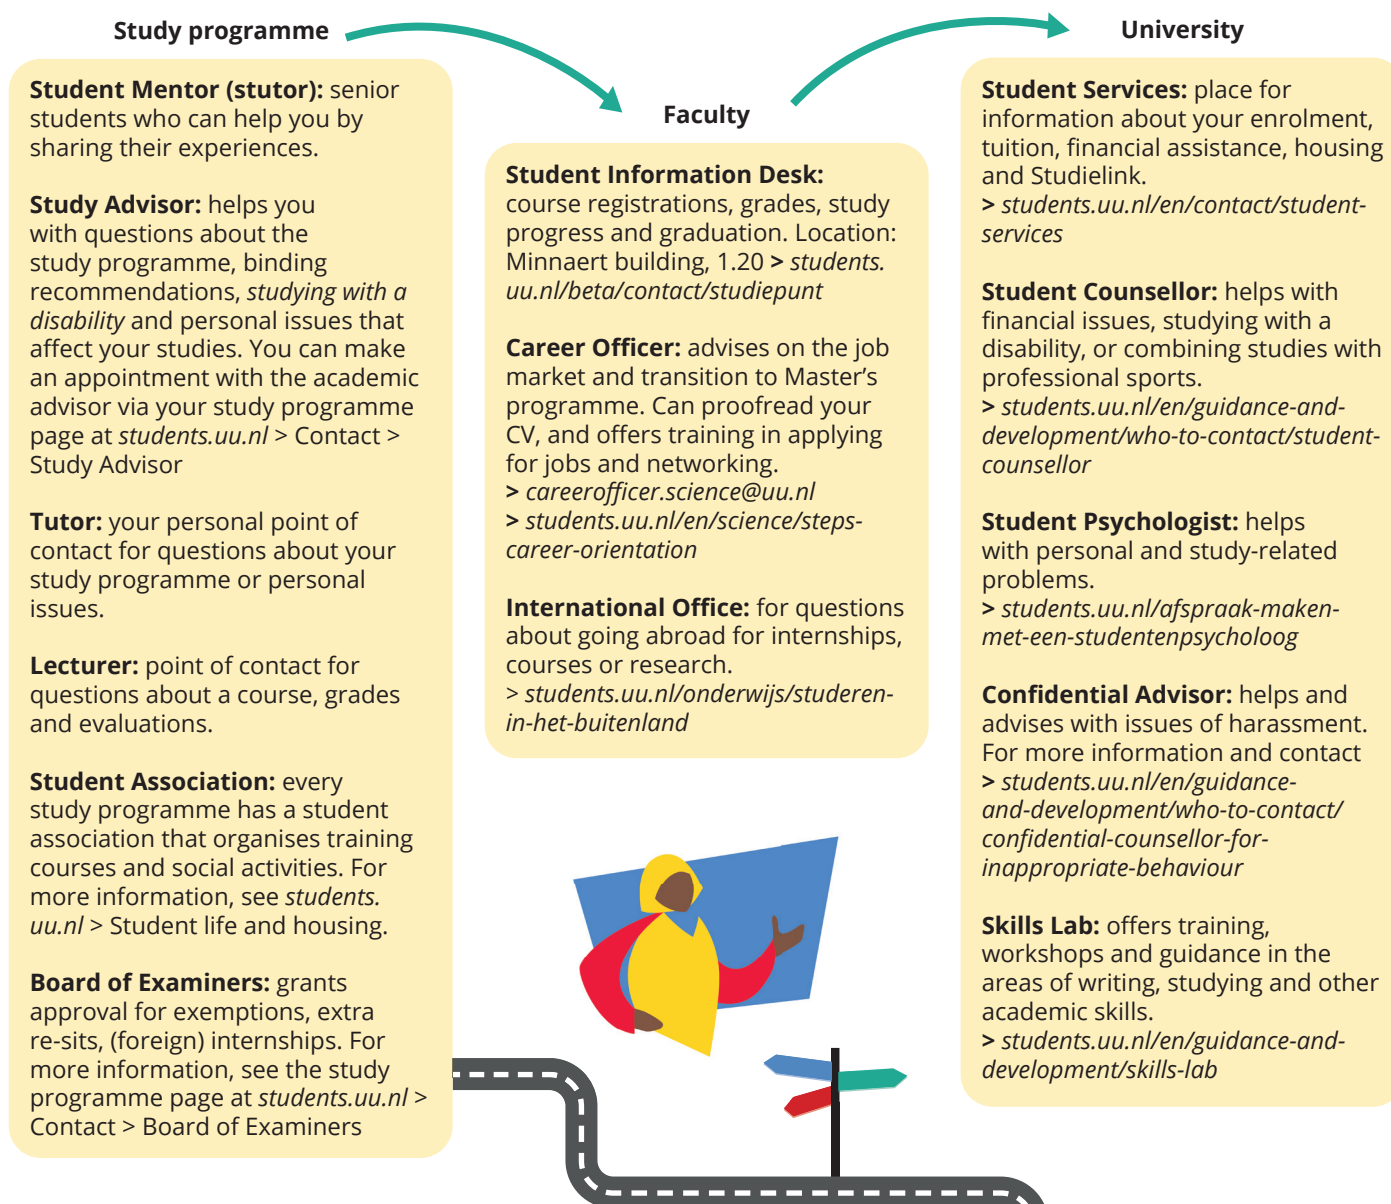 Study programme
Student Mentor (stutor): senior
students who can help you by
sharing their experiences.
Study Advisor: helps you
with questions about the
study programme, binding
recommendations, studying with a
disability and personal issues that
affect your studies. You can make
an appointment with the academic
advisor via your study programme
page at students.uu.nl > Contact >
Study Advisor
Tutor: your personal point of
contact for questions about your
study programme or personal
issues.
Lecturer: point of contact for
questions about a course, grades
and evaluations.
Student Association: every
study programme has a student
association that organises training
courses and social activities. For
more information, see students.
uu.nl > Student life and housing.
Board of Examiners: grants
approval for exemptions, extra
re-sits, (foreign) internships. For
more information, see the study
programme page at students.uu.nl >
Contact > Board of Examiners
Faculty
Student Information Desk:
course registrations, grades, study
progress and graduation. Location:
Minnaert building, 1.20 > students.
uu.nl/beta/contact/studiepunt
Career Officer: advises on the job
market and transition to Master's
programme. Can proofread your
CV, and offers training in applying
for jobs and networking.
> careerofficer.science@uu.nl
> students.uu.nl/en/science/steps-
career-orientation
International Office: for questions
about going abroad for internships,
courses or research.
> students.uu.nl/onderwijs/studeren-
in-het-buitenland
University
Student Services: place for
information about your enrolment,
tuition, financial assistance, housing
and Studielink.
> students.uu.nl/en/contact/student-
services
Student Counsellor: helps with
financial issues, studying with a
disability, or combining studies with
professional sports.
> students.uu.nl/en/guidance-and-
development/who-to-contact/student-
counsellor
Student Psychologist: helps
with personal and study-related
problems.
> students.uu.nl/afspraak-maken-
met-een-studentenpsycholoog
Confidential Advisor: helps and
advises with issues of harassment.
For more information and contact
> students.uu.nl/en/guidance-
and-development/who-to-contact/
confidential-counsellor-for-
inappropriate-behaviour
Skills Lab: offers training,
workshops and guidance in the
areas of writing, studying and other
academic skills.
> students.uu.nl/en/guidance-and-
development/skills-lab